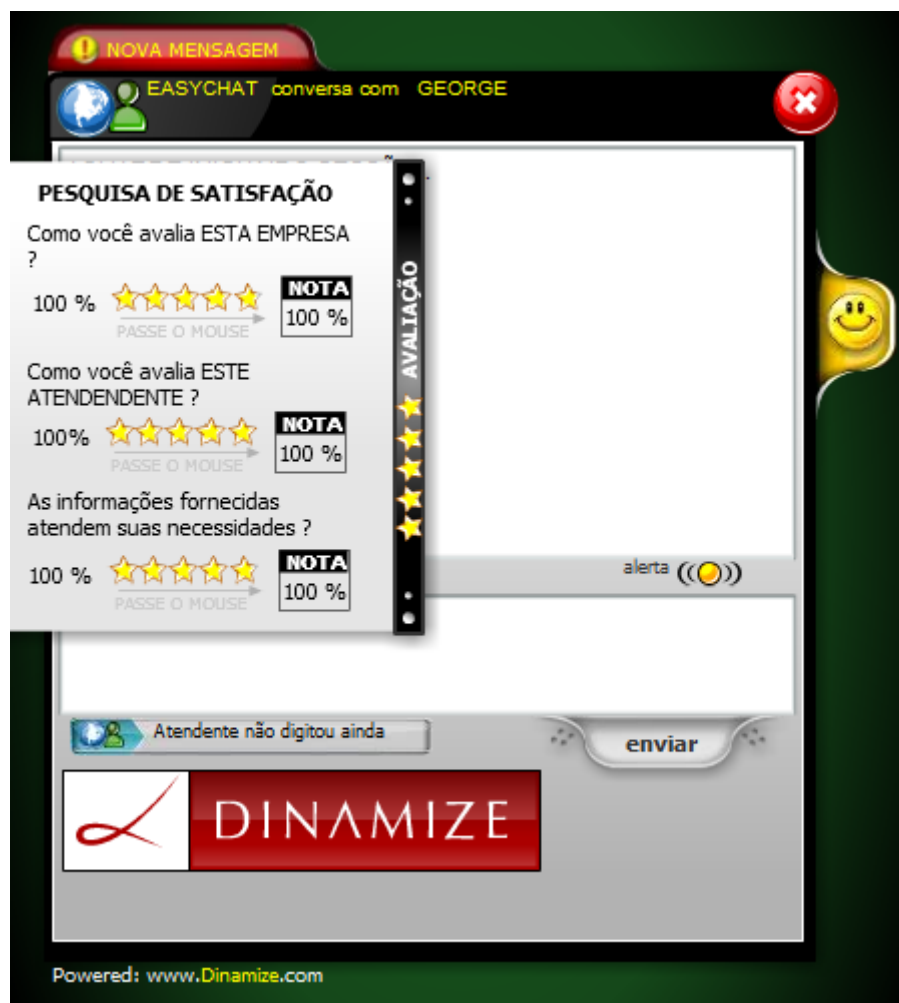 NOVA MENSAGEM
EASYCHAT conversa com GEORGE
PESQUISA DE SATISFAÇÃO
Como você avalia ESTA EMPRESA
?
100 %
NOTA
100 %
PASSE O MOUSE
Como você avalia ESTE
ATENDENDENTE ?
100%
NOTA
100 %
PASSE O MOUSE
As informações fornecidas
atendem suas necessidades ?
100 %
NOTA
100 %
PASSE O MOUSE
AVALIAÇÃO
alerta
Atendente não digitou ainda
enviar
DINAMIZE
Powered: www.Dinamize.com